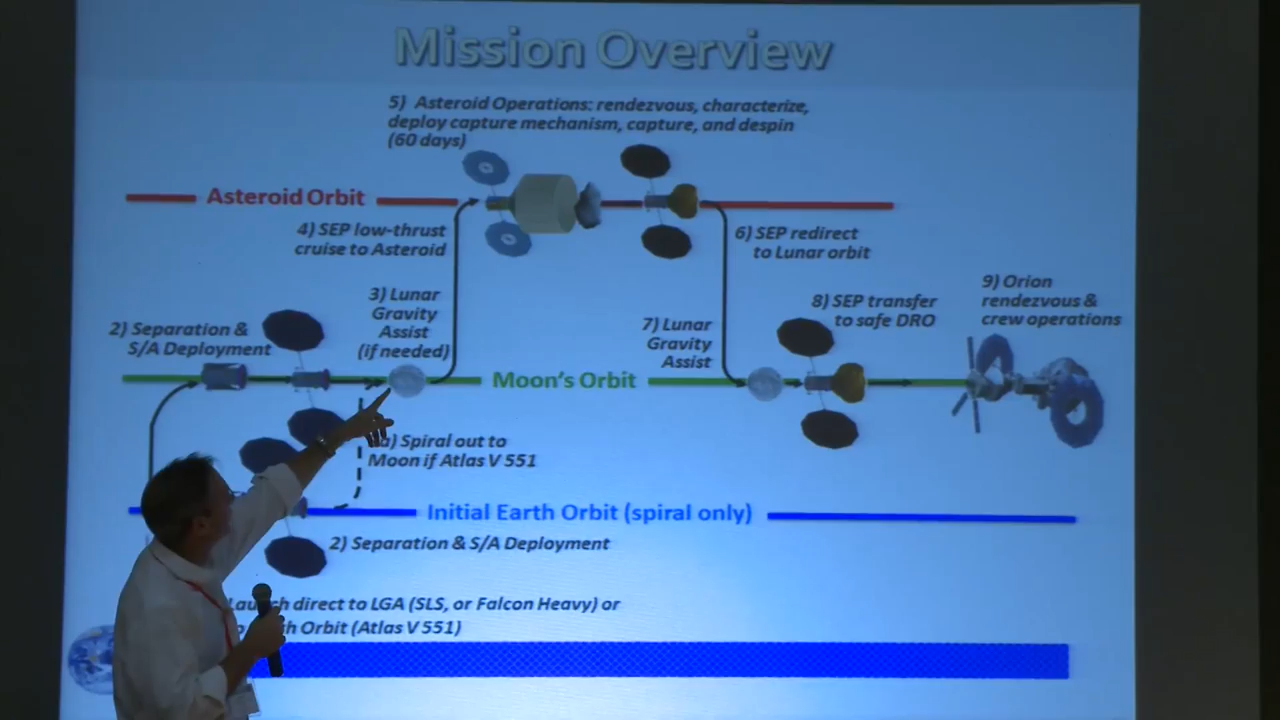 Mission Overview
5) Asteroid Operations: rendezvous, characterize,
deploy capture mechanism, capture, and despin
(60 days)
Asteroid Orbit
4) SEP low-thrust
cruise to Asteroid
6) SEP redirect
to Lunar orbit
3) Lunar
Gravity
Assist
(if needed)
2) Separation &
S/A Deployment
7) Lunar
Gravity
Assist
8) SEP transfer
to safe DRO
9) Orion
rendezvous &
crew operations
Moon's Orbit
a) Spiral out to
Moon if Atlas V 551
Initial Earth Orbit (spiral only)
2) Separation & S/A Deployment
Launch direct to LGA (SLS, or Falcon Heavy) or
Orbit (Atlas V 551)